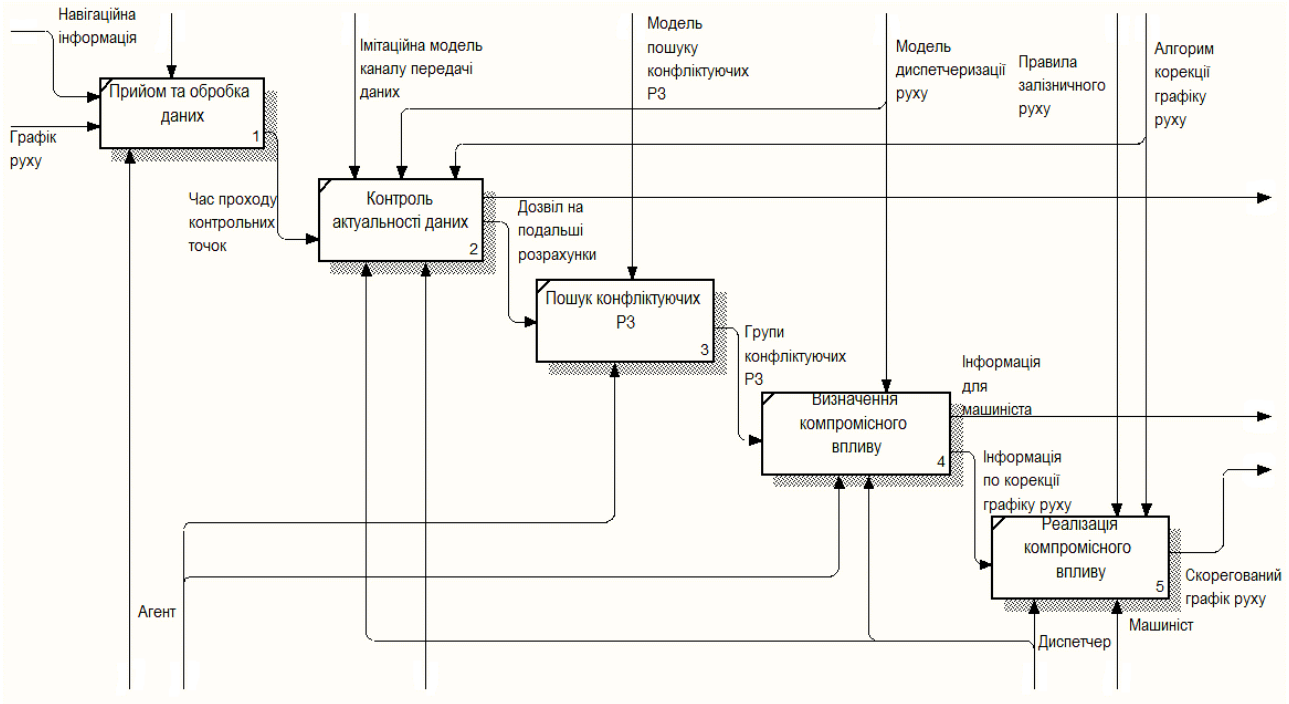 Навігаційна
інформація
Графік
руху
Прийом та обробка
даних
1
Імітаційна модель
каналу передачі
даних
Модель
пошуку
конфліктуючих
РЗ
Модель
диспетчеризації
руху
Правила
залізничного
руху
Алгорим
корекції
графіку
руху
Час проходу
контрольних
точок
Контроль
актуальності даних
2
Дозвіл на
подальші
розрахунки
Пошук конфліктуючих
РЗ
3
Групи
конфліктуючих
РЗ
Визначення
компромісного
впливу
4
Інформація
для
машиніста
Інформація
по корекції
графіку руху
Реалізація
компромісного
впливу
5
Скорегований
графік руху
Агент
Диспетчер
Машиніст